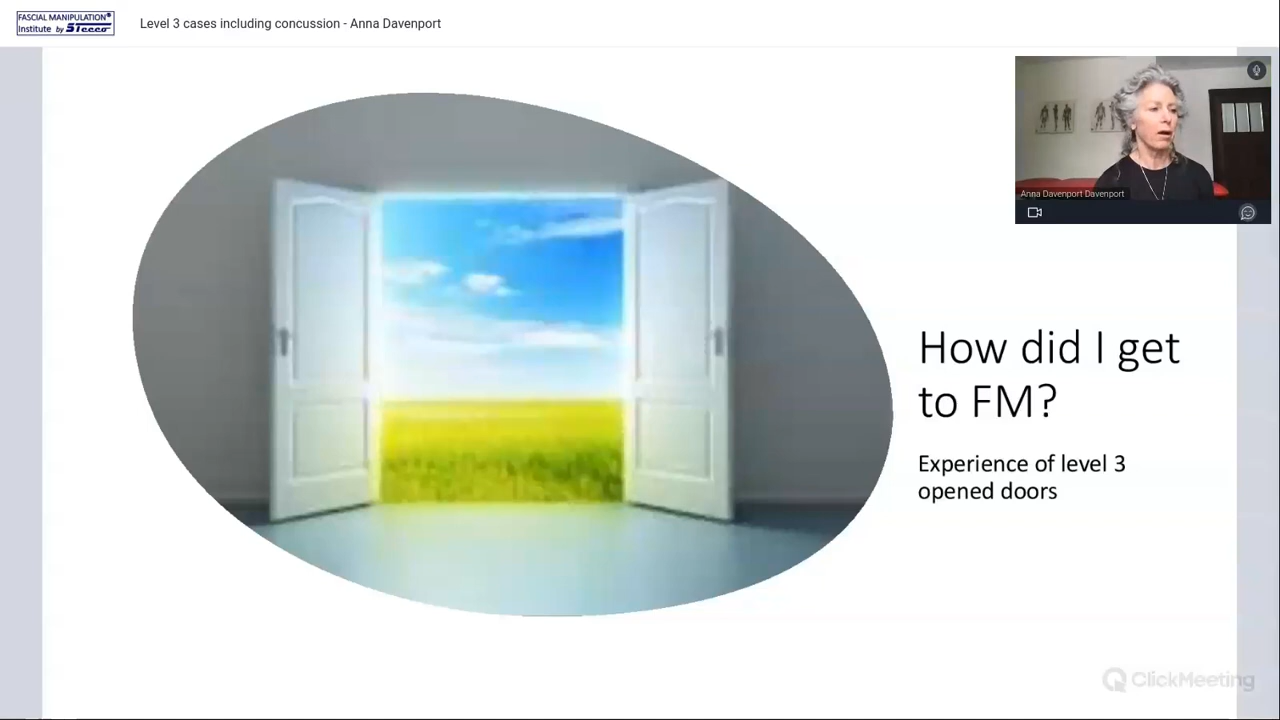 FASCIAL MANIPULATION®
Institute by Stecco
Level 3 cases including concussion - Anna Davenport
Anna Davenport Davenport
How did I get
to FM?
Experience of level 3
opened doors
ClickMeeting